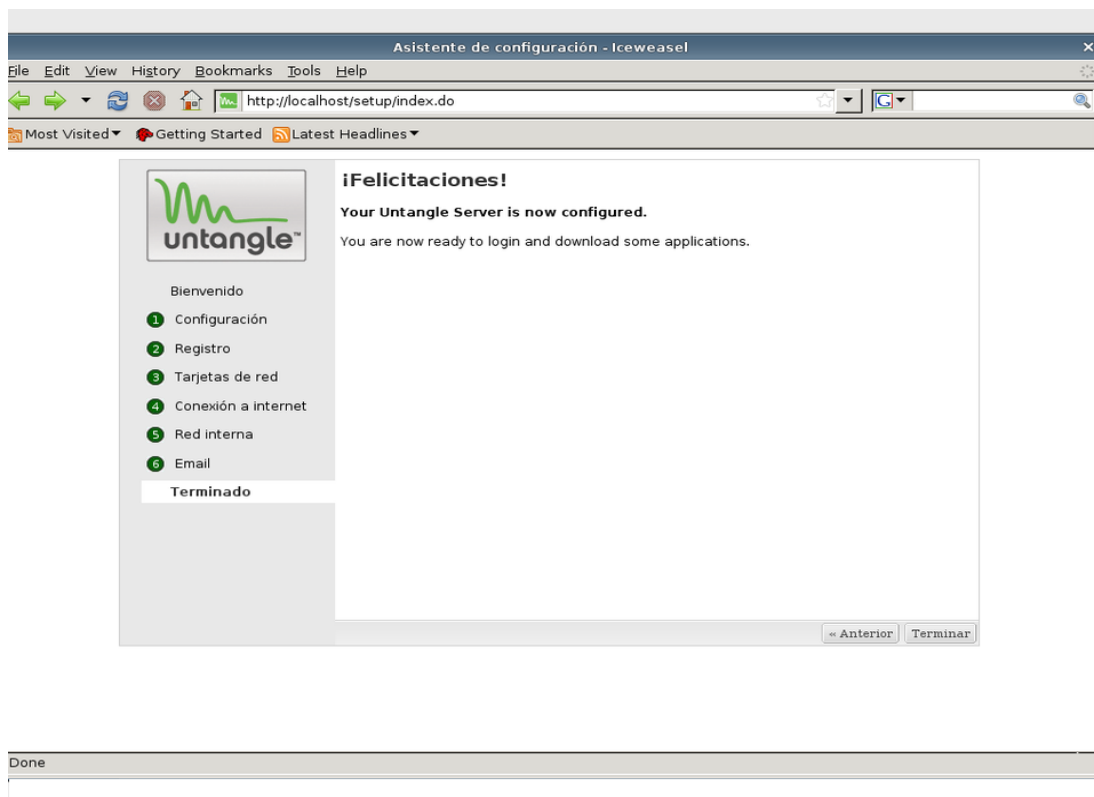 Asistente de configuración - Iceweasel
File Edit View History Bookmarks Tools Help
http://localhost/setup/index.do
G
Most Visited Getting Started Latest Headlines
untangle™
Bienvenido
1 Configuración
2 Registro
3 Tarjetas de red
4 Conexión a internet
5 Red interna
6 Email
Terminado
¡Felicitaciones!
Your Untangle Server is now configured.
You are now ready to login and download some applications.
« Anterior Terminar
Done